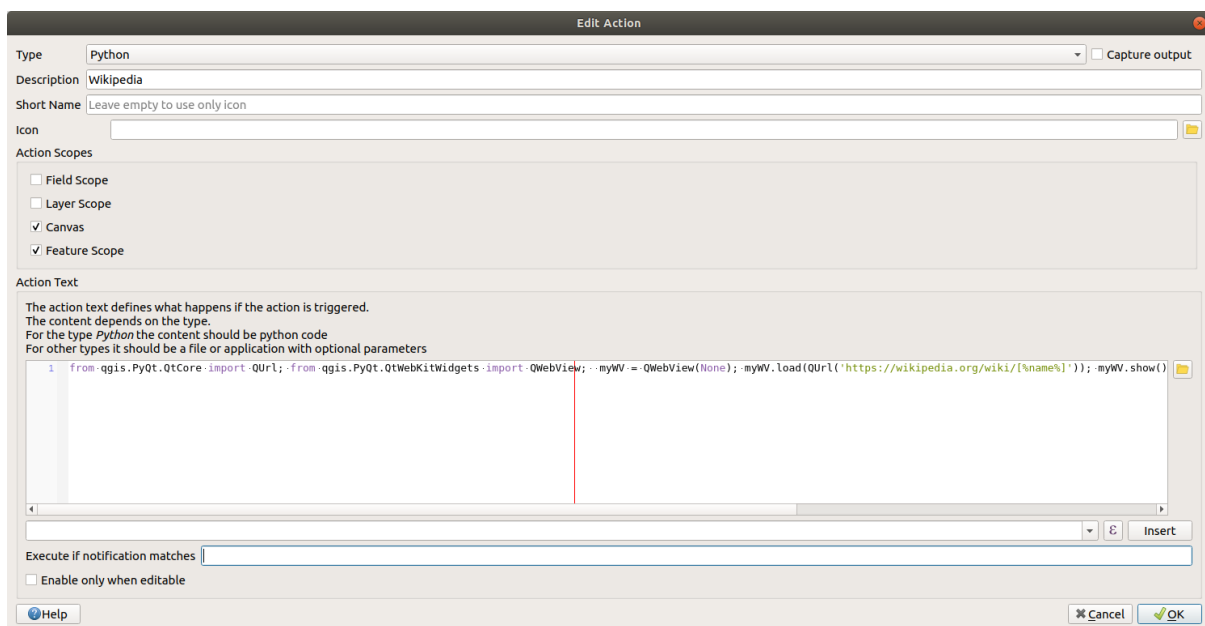 Edit Action
Type Python Capture output
Description Wikipedia
Short Name Leave empty to use only icon
Icon
Action Scopes
Field Scope
Layer Scope
Canvas
Feature Scope
Action Text
The action text defines what happens if the action is triggered.
The content depends on the type.
For the type Python the content should be python code
For other types it should be a file or application with optional parameters
1 from qgis.PyQt.QtCore import QUrl; from qgis.PyQt.QtWebKitWidgets import QWebView;  myWV = QWebView(None); myWV.load(QUrl('https://wikipedia.org/wiki/[%name%]')); myWV.show()
ε Insert
Execute if notification matches
Enable only when editable
Help Cancel OK